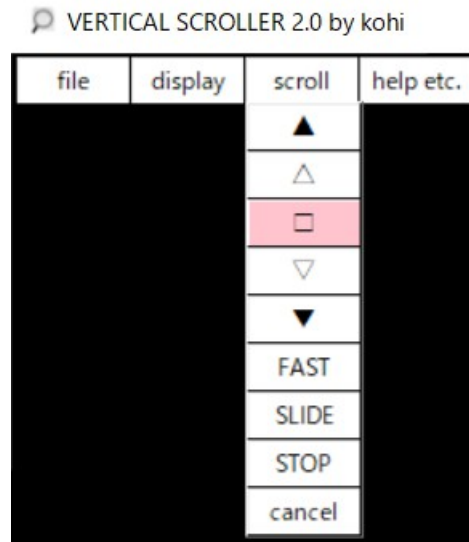 VERTICAL SCROLLER 2.0 by kohi
file display scroll help etc.
▲
△
□
▽
▼
FAST
SLIDE
STOP
cancel